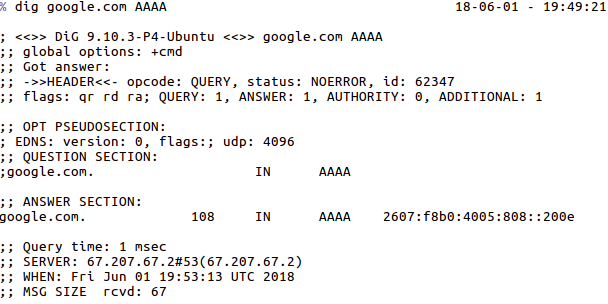 % dig google.com AAAA                                    18-06-01 - 19:49:21
; <<>> DiG 9.10.3-P4-Ubuntu <<>> google.com AAAA
;; global options: +cmd
;; Got answer:
;; ->>HEADER<<- opcode: QUERY, status: NOERROR, id: 62347
;; flags: qr rd ra; QUERY: 1, ANSWER: 1, AUTHORITY: 0, ADDITIONAL: 1
;; OPT PSEUDOSECTION:
; EDNS: version: 0, flags:; udp: 4096
;; QUESTION SECTION:
;google.com.                    IN      AAAA
;; ANSWER SECTION:
google.com.             108     IN      AAAA    2607:f8b0:4005:808::200e
;; Query time: 1 msec
;; SERVER: 67.207.67.2#53(67.207.67.2)
;; WHEN: Fri Jun 01 19:53:13 UTC 2018
;; MSG SIZE  rcvd: 67